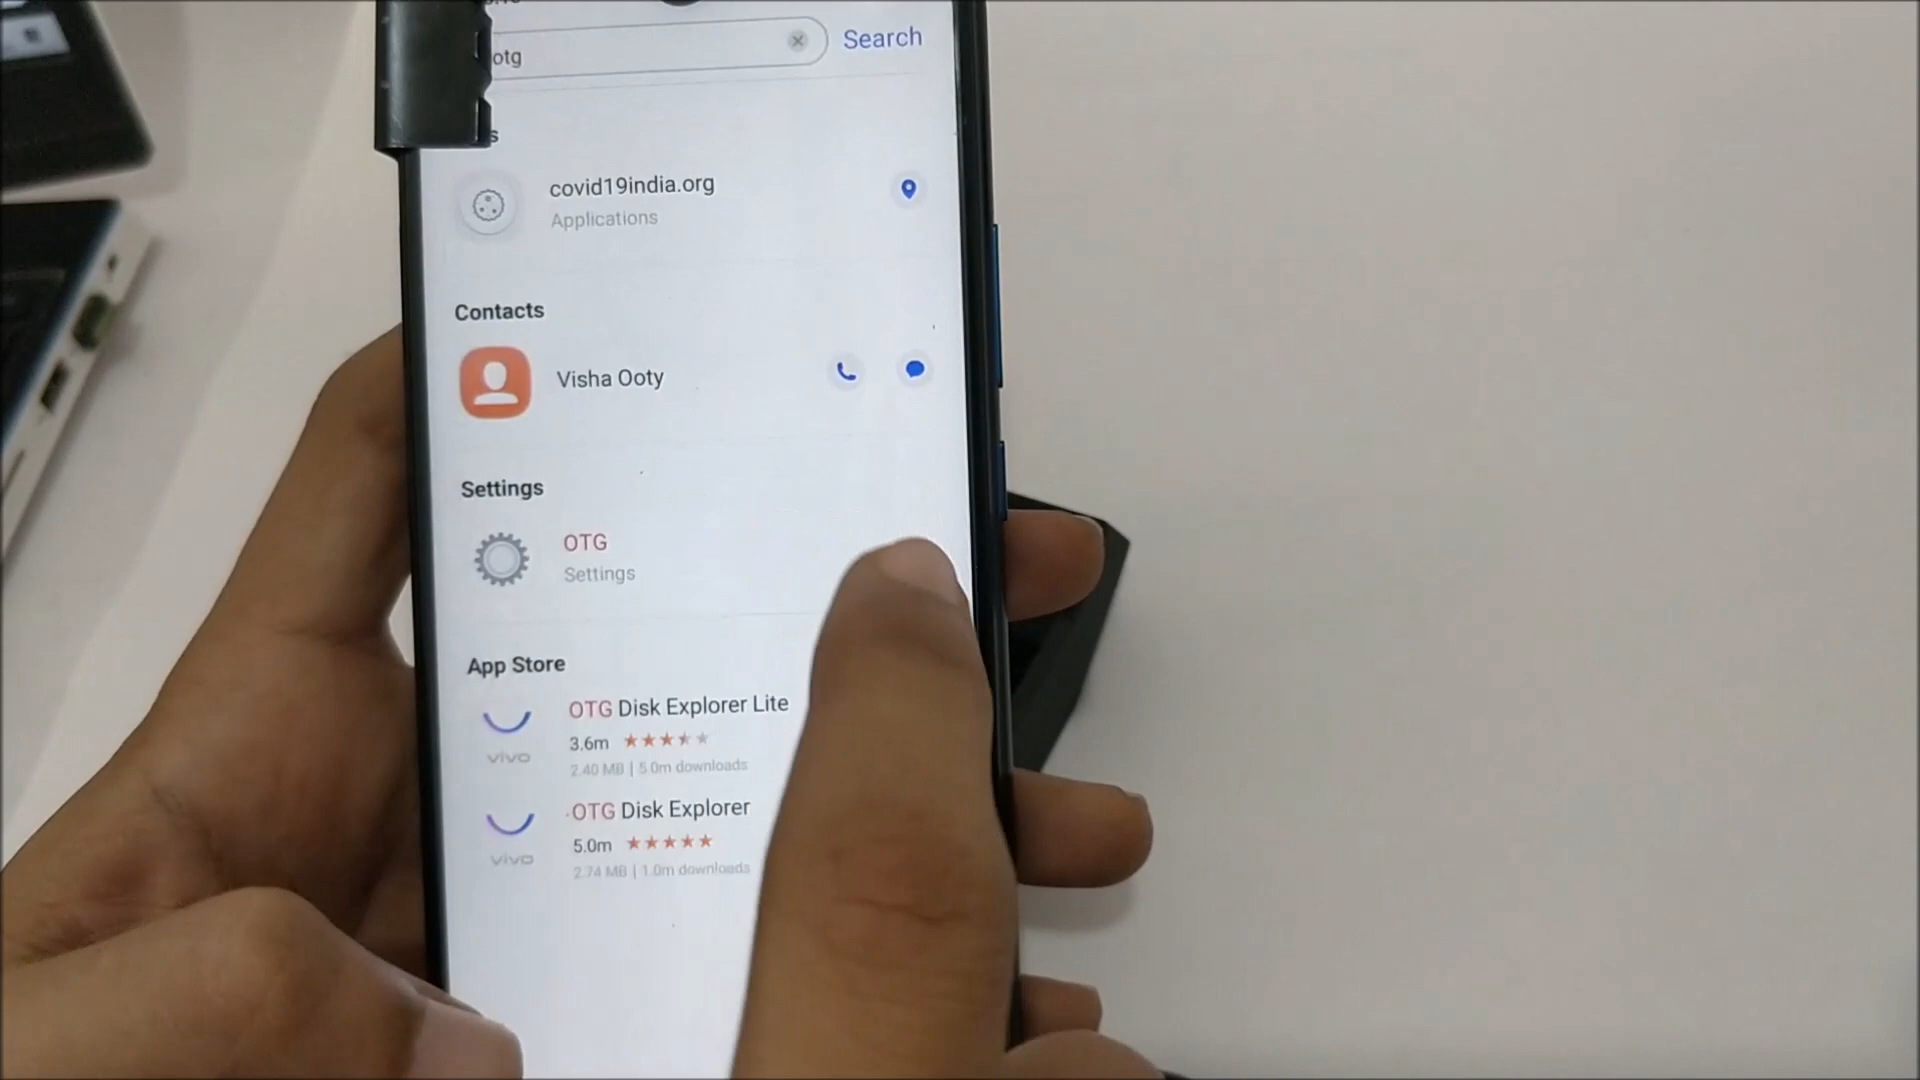 otg
Search
covid19india.org
Applications
Contacts
Visha Ooty
Settings
OTG
Settings
App Store
OTG Disk Explorer Lite
3.6m
vivo
2.40 MB | 5.0m downloads
OTG Disk Explorer
5.0m
vivo
2.74 MB | 1.0m downloads